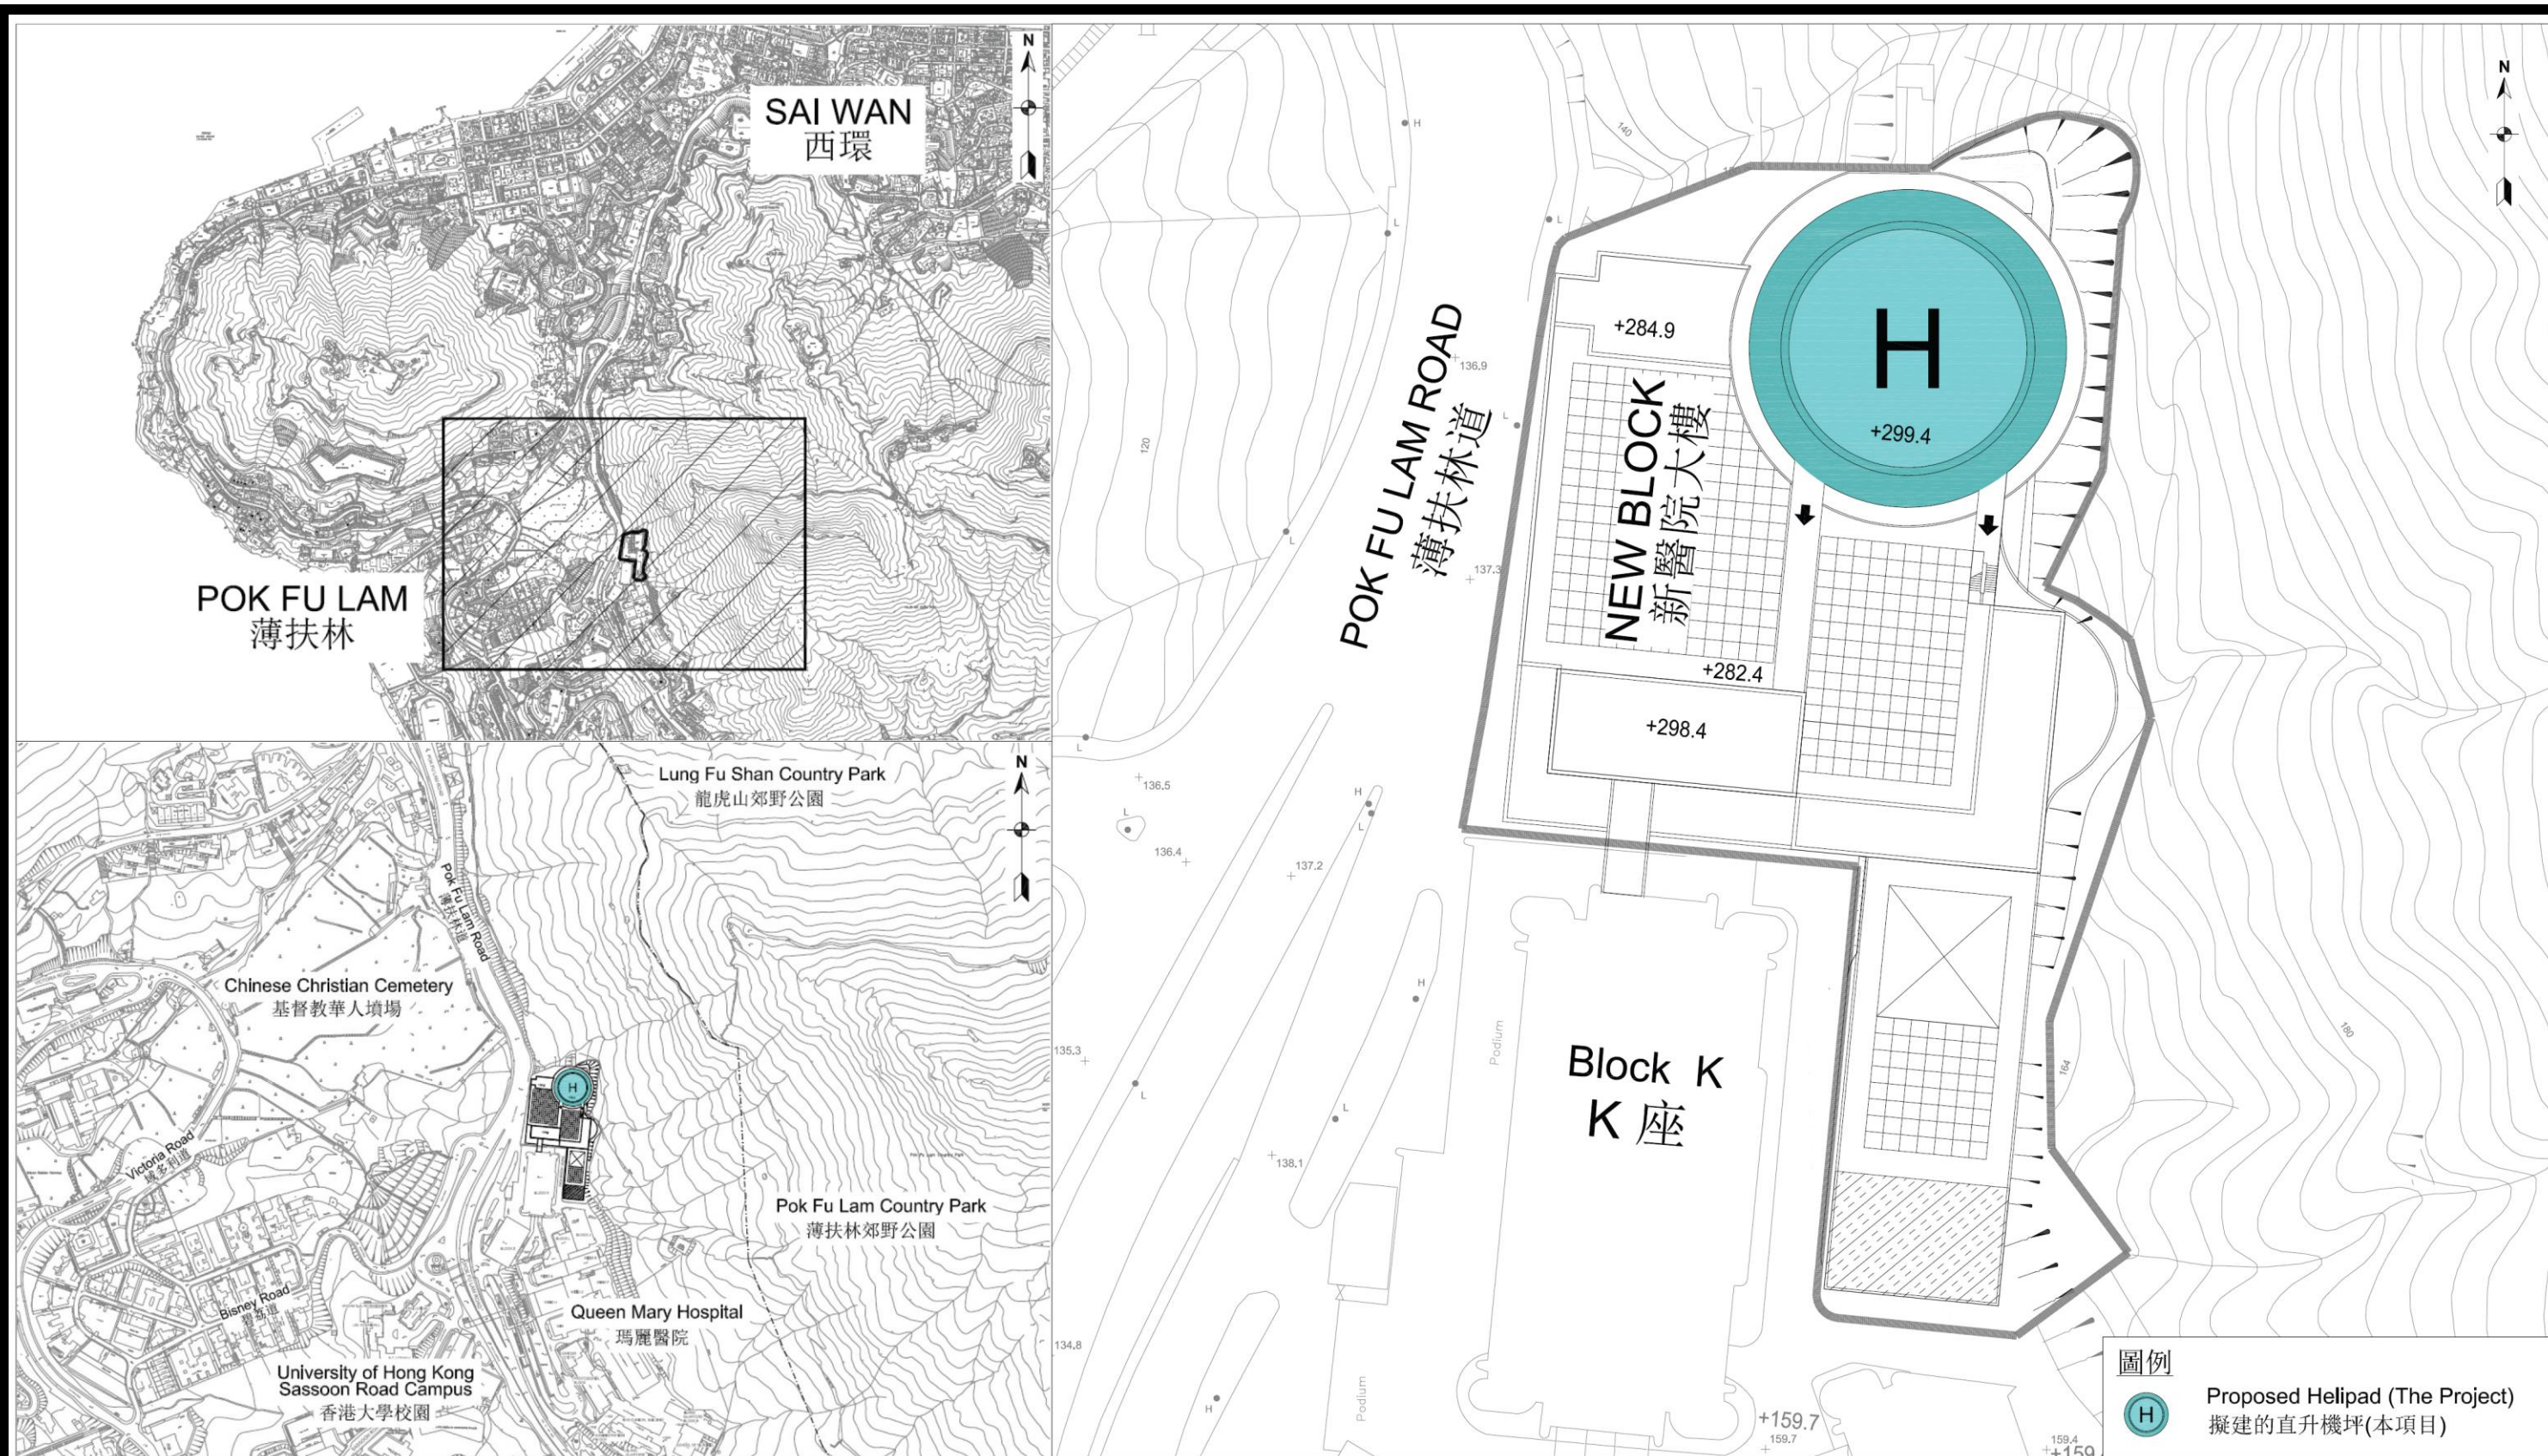 N
SAI WAN
西環
POK FU LAM
薄扶林
N
Lung Fu Shan Country Park
龍虎山郊野公園
Pok Fu Lam Road
薄扶林道
Chinese Christian Cemetery
基督教華人墳場
H
Victoria Road
域多利道
Pok Fu Lam Country Park
薄扶林郊野公園
Bisney Road
碧荔道
Queen Mary Hospital
瑪麗醫院
University of Hong Kong
Sassoon Road Campus
香港大學校園
N
H
140
L
L
L
120
+284.9
H
+299.4
POK FU LAM ROAD
薄扶林道
NEW BLOCK
新醫院大樓
136.9
L
L
137.3
+282.4
+298.4
L
136.5
H
L
L
136.4
137.2
H
Podium
Block K
K 座
135.3
L
L
138.1
180
164
134.8
H
Podium
+159.7
159.7
159.4
+159
圖例
H
Proposed Helipad (The Project)
擬建的直升機坪(本項目)